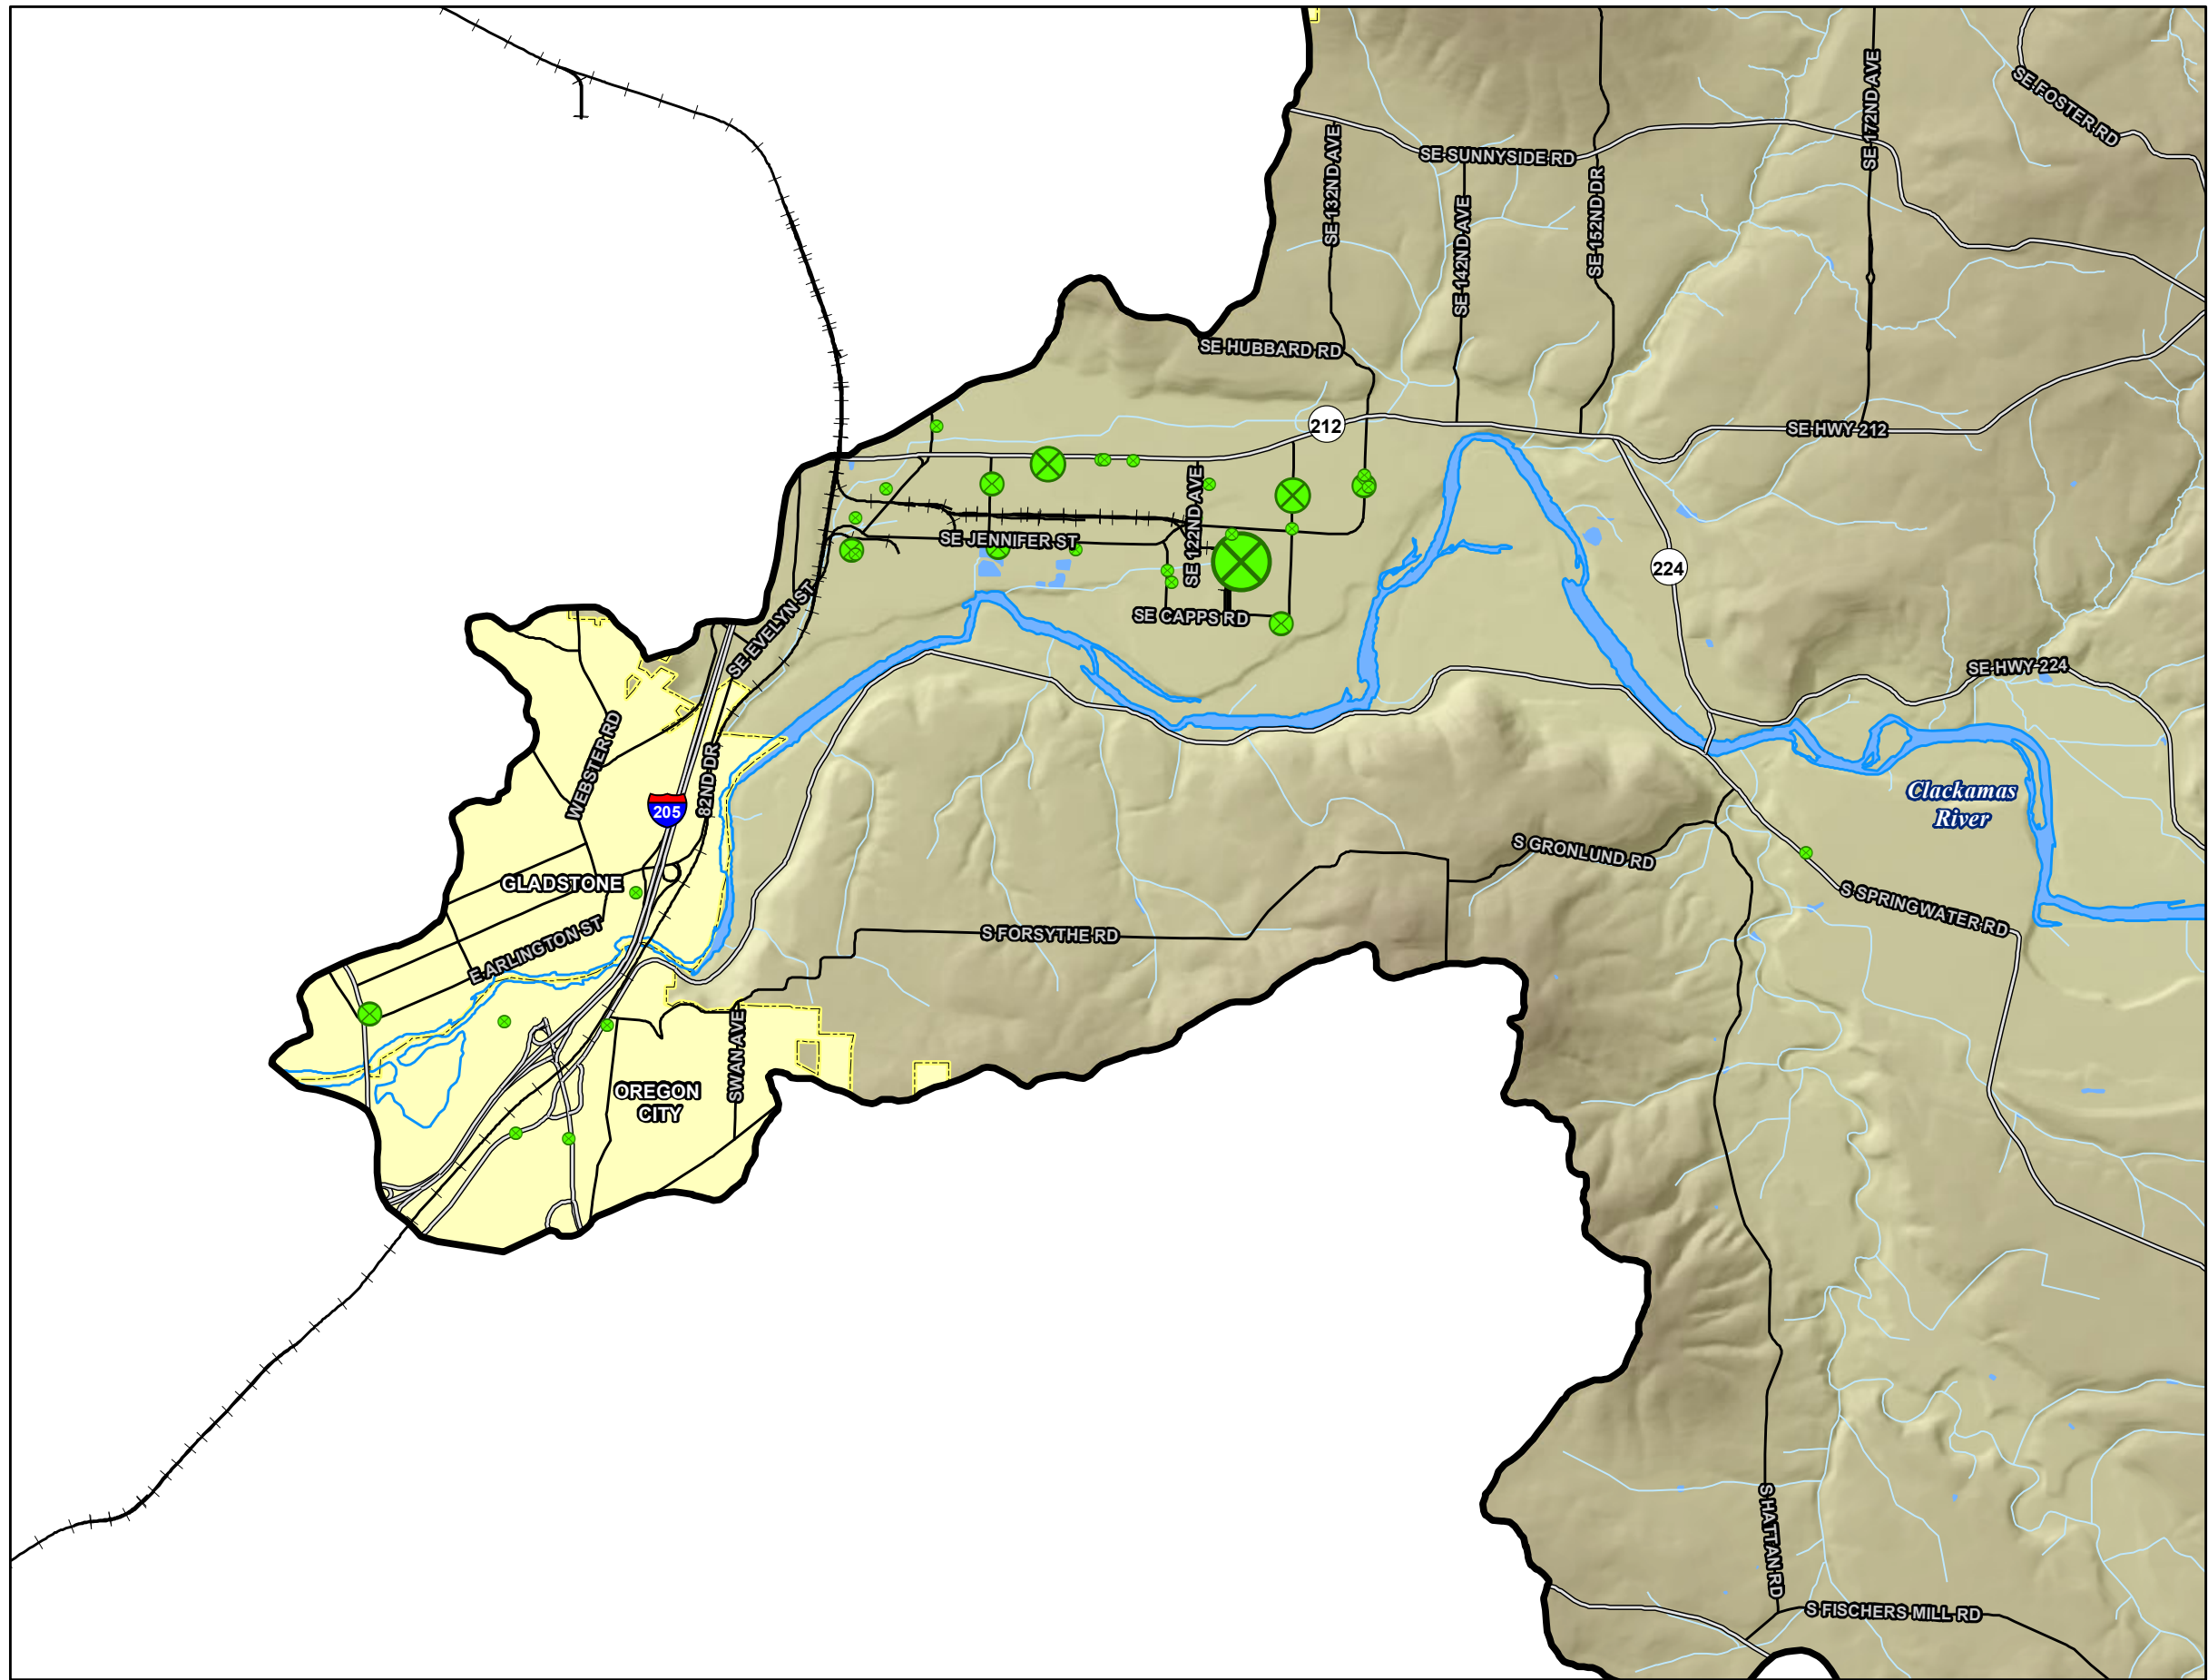 SE 172ND AVE
SE FOSTER RD
SE SUNNYSIDE RD
SE 132ND AVE
SE 142ND AVE
SE 152ND DR
SE HUBBARD RD
212
SE HWY 212
SE 122ND AVE
SE JENNIFER ST
224
SE CAPPS RD
SE EVELYN ST
SE HWY 224
WEBSTER RD
82ND DR
205
Clackamas
River
S GRONLUND RD
GLADSTONE
S SPRINGWATER RD
E ARLINGTON ST
S FORSYTHE RD
SWAN AVE
OREGON
CITY
S HATTAN RD
S FISCHERS MILL RD